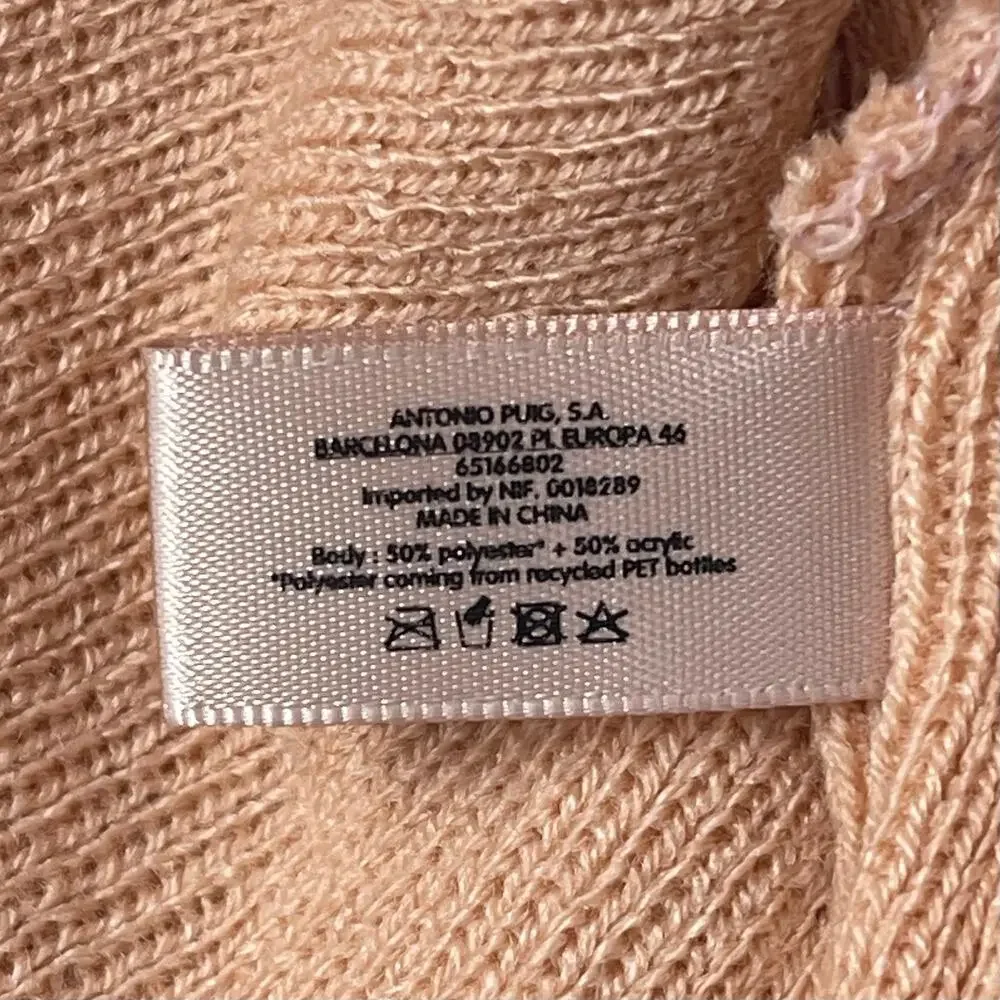 ANTONIO PUIG, S.A.
BARCELONA 08902 PL EUROPA 46
65166802
Imported by NIF. 0018289
MADE IN CHINA
Body : 50% polyester* + 50% acrylic
*Polyester coming from recycled PET bottles